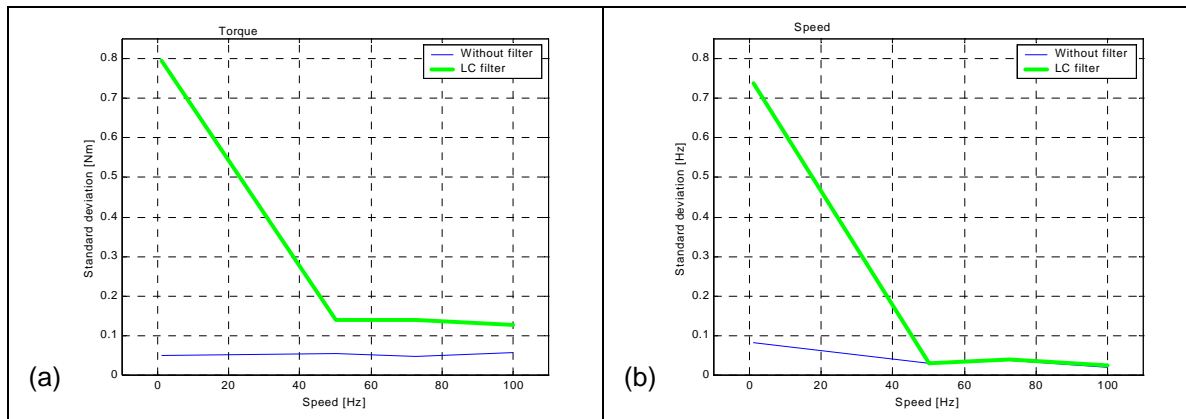 Torque
Without filter
LC filter
0.8
0.7
0.6
0.5
0.4
0.3
0.2
0.1
0
Standard deviation [Nm]
0 20 40 60 80 100
Speed [Hz]
(a)
Speed
Without filter
LC filter
0.8
0.7
0.6
0.5
0.4
0.3
0.2
0.1
0
Standard deviation [Hz]
0 20 40 60 80 100
Speed [Hz]
(b)